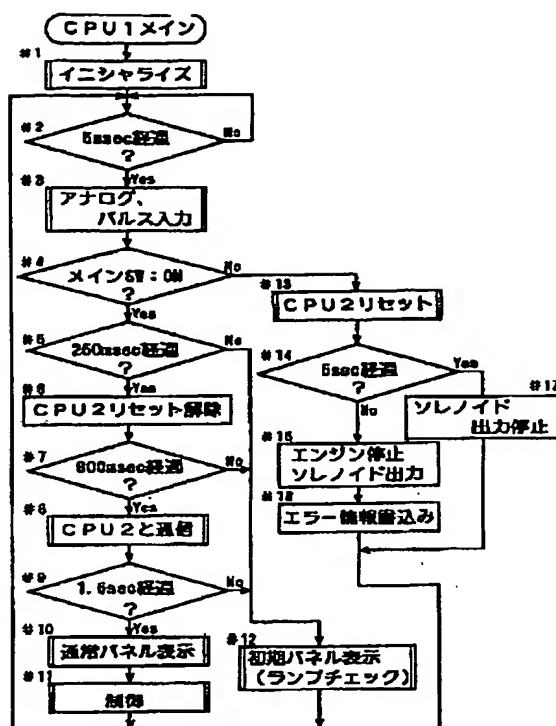 CPU1メイン
#1
イニシャライズ
#2
5msec経過
?
No
Yes
#3
アナログ、
パルス入力
#4
メインSW:ON
?
No
Yes
#5
250msec経過
?
No
Yes
#6
CPU2リセット解除
#7
800msec経過
?
No
Yes
#8
CPU2と通信
#9
1.5sec経過
?
No
Yes
#10
通常パネル表示
#11
制御
#12
初期パネル表示
(ランプチェック)
#13
CPU2リセット
#14
5sec経過
?
Yes
No
#15
エンジン停止
ソレノイド出力
#16
エラー情報書込み
#17
ソレノイド
出力停止